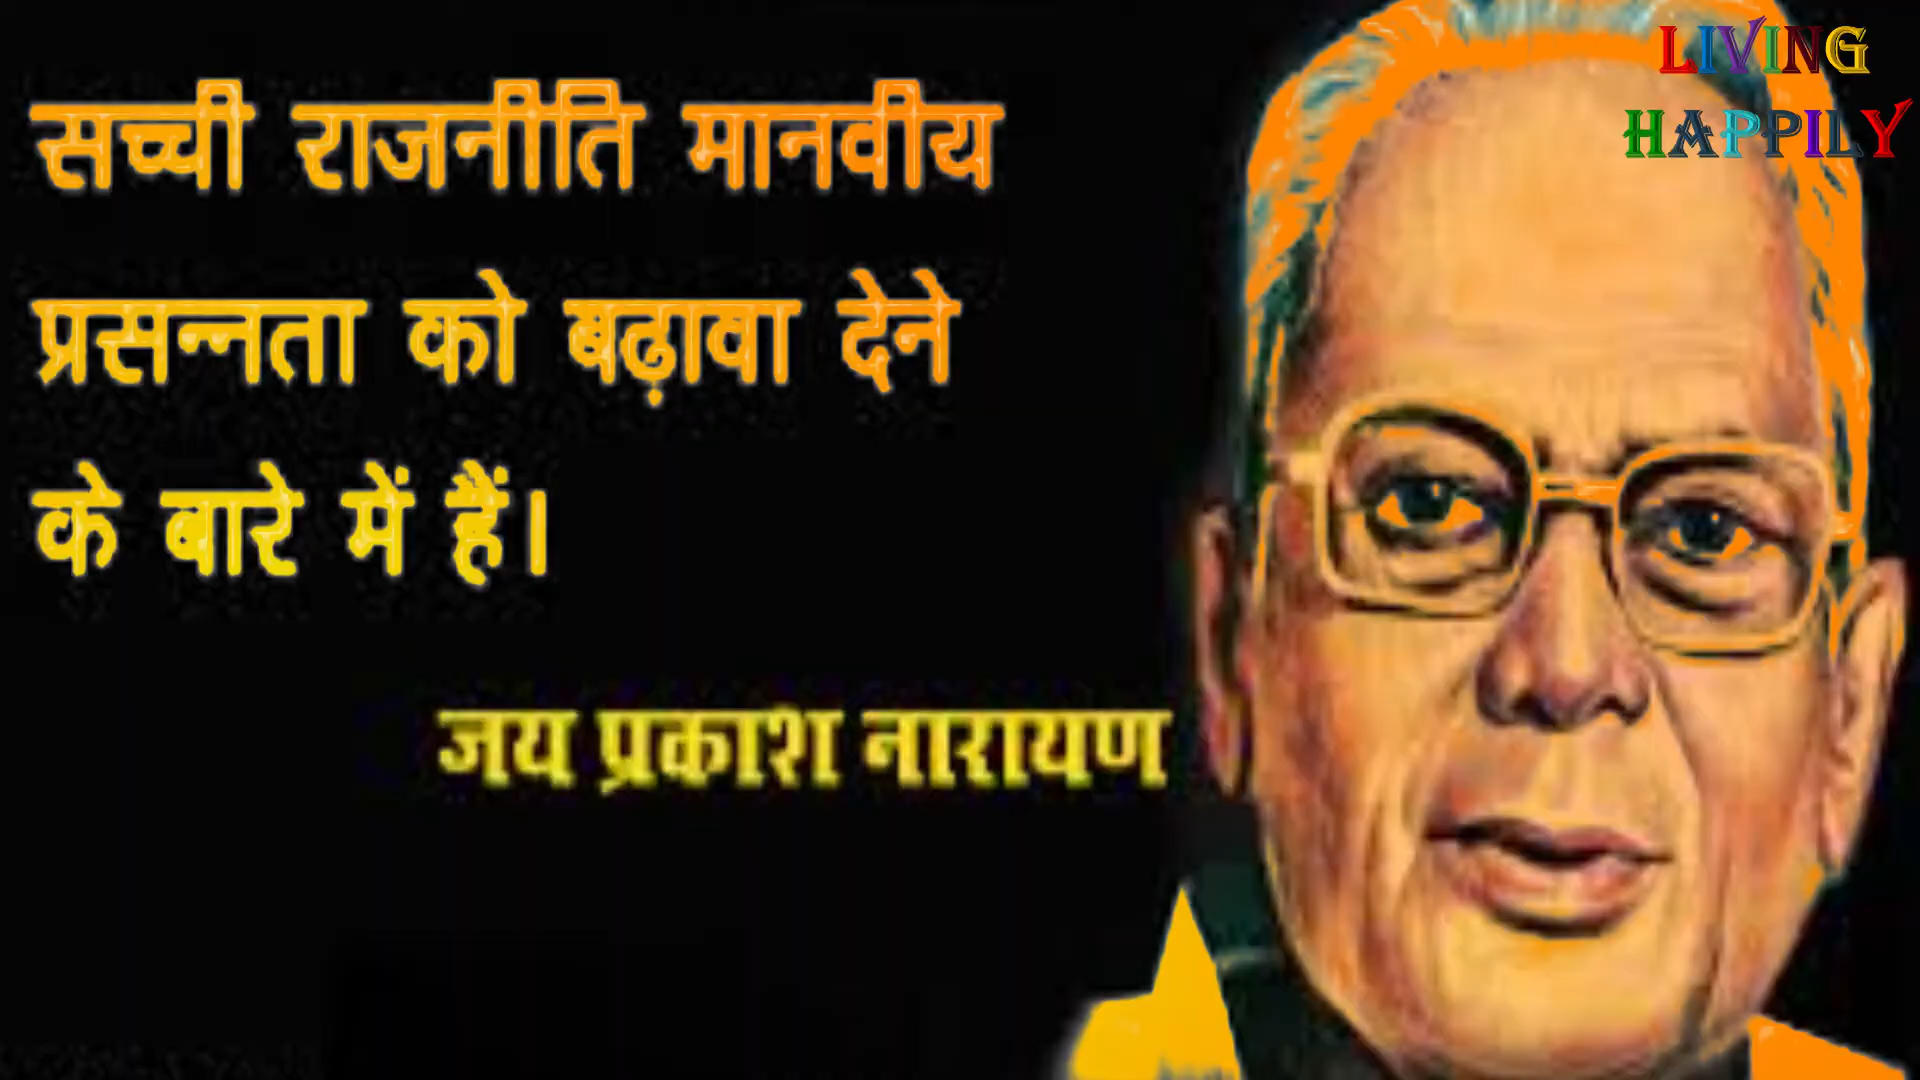 सच्ची राजनीति मानवीय
प्रसन्नता को बढ़ावा देने
के बारे में हैं।
जय प्रकाश नारायण
LIVING
HAPPILY